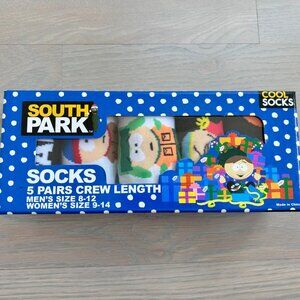 SOUTH
PARK
COOL
SOCKS
SOCKS
5 PAIRS CREW LENGTH
MEN'S SIZE 8-12
WOMEN'S SIZE 9-14
Made in China